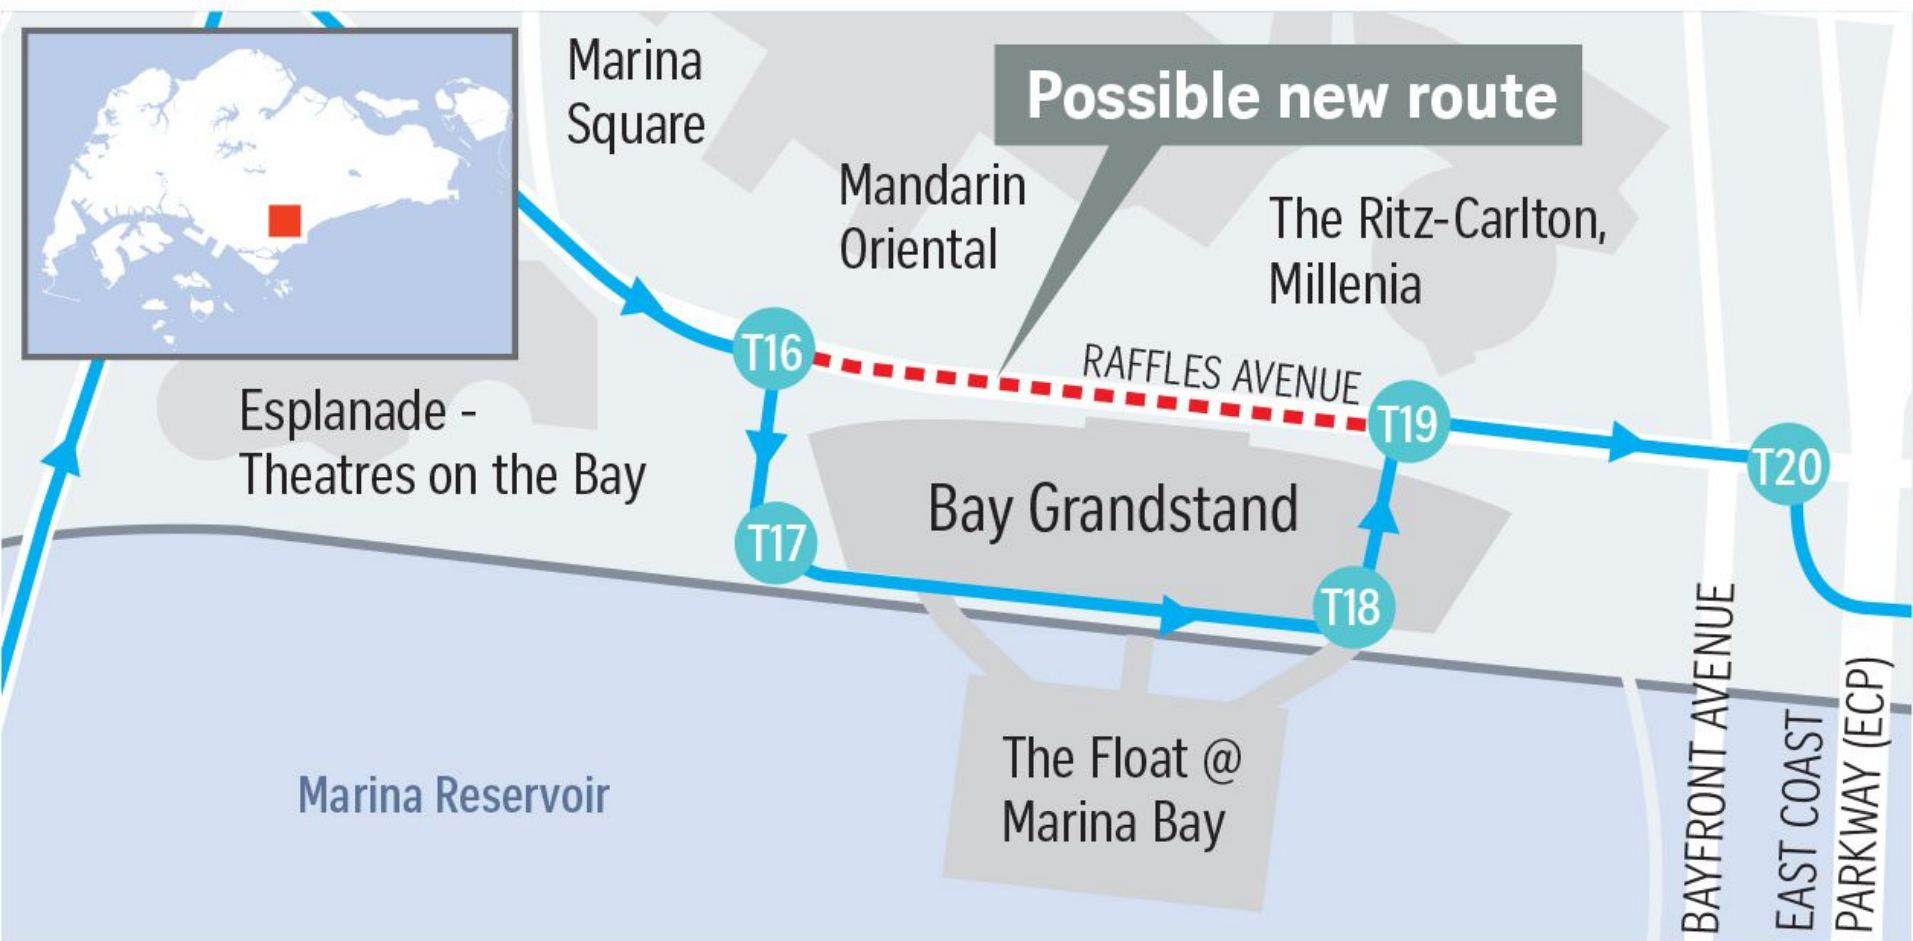 Marina
Square
Possible new route
Mandarin
Oriental
The Ritz-Carlton,
Millenia
T16
RAFFLES AVENUE
T19
T20
Esplanade -
Theatres on the Bay
Bay Grandstand
T17
T18
The Float @
Marina Bay
Marina Reservoir
BAYFRONT AVENUE
EAST COAST
PARKWAY (ECP)